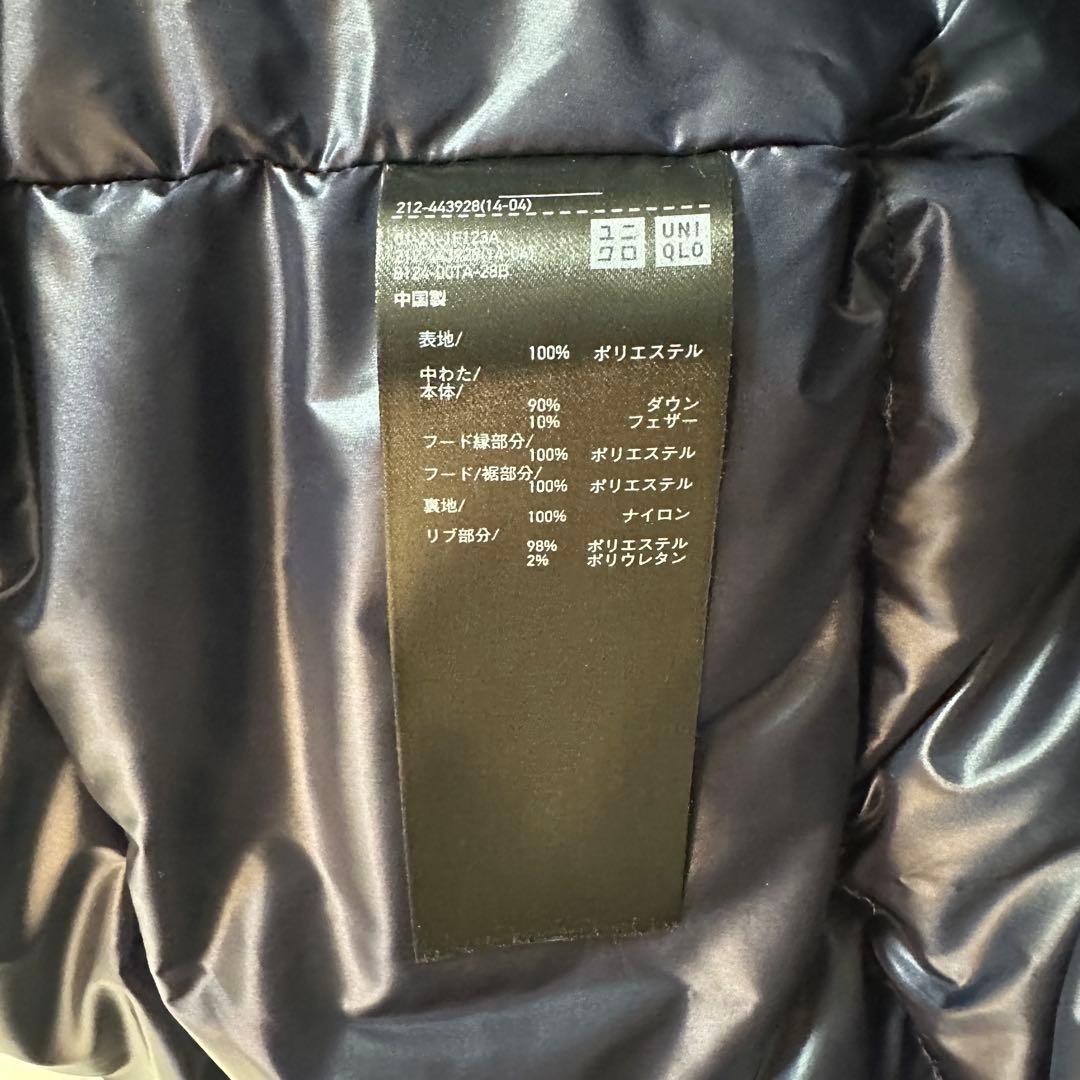 212-443928(14-04)
ユニ
クロ
UNI
QLO
212-443928(14-04)
中国製
表地/
100% ポリエステル
中わた/
本体/
90% ダウン
10% フェザー
フード縁部分/
100% ポリエステル
フード/裾部分/
100% ポリエステル
裏地/
100% ナイロン
リブ部分/
98% ポリエステル
2% ポリウレタン